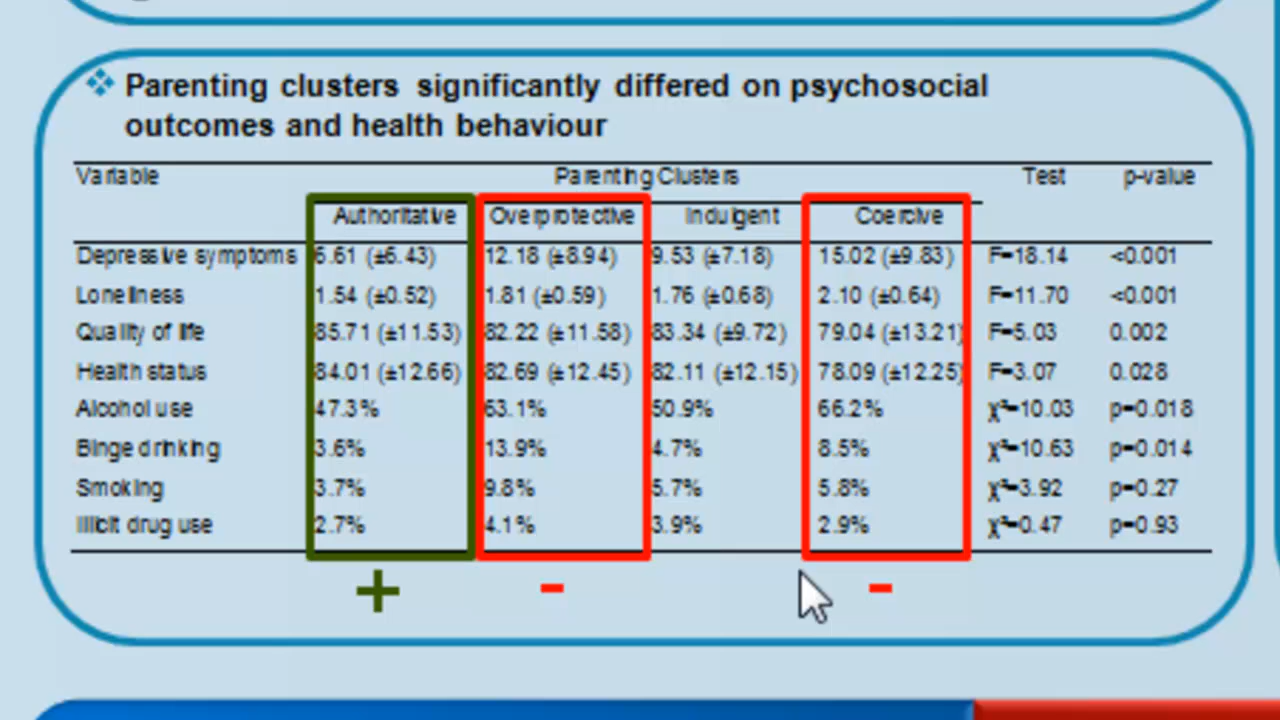 Parenting clusters significantly differed on psychosocial
outcomes and health behaviour
Variable Parenting Clusters Test p-value
Authoritative Overprotective Indulgent Coercive
Depressive symptoms 6.61 (±6.43) 12.18 (±8.94) 9.53 (±7.18) 15.02 (±9.83) F=18.14 <0.001
Loneliness 1.54 (±0.52) 1.81 (±0.59) 1.76 (±0.68) 2.10 (±0.64) F=11.70 <0.001
Quality of life 85.71 (±11.53) 82.22 (±11.58) 83.34 (±9.72) 79.04 (±13.21) F=5.03 0.002
Health status 84.01 (±12.66) 82.69 (±12.45) 82.11 (±12.15) 78.09 (±12.25) F=3.07 0.028
Alcohol use 47.3% 63.1% 50.9% 66.2% χ²=10.03 p=0.018
Binge drinking 3.6% 13.9% 4.7% 8.5% χ²=10.63 p=0.014
Smoking 3.7% 9.8% 5.7% 5.8% χ²=3.92 p=0.27
Illicit drug use 2.7% 4.1% 3.9% 2.9% χ²=0.47 p=0.93
+ - -